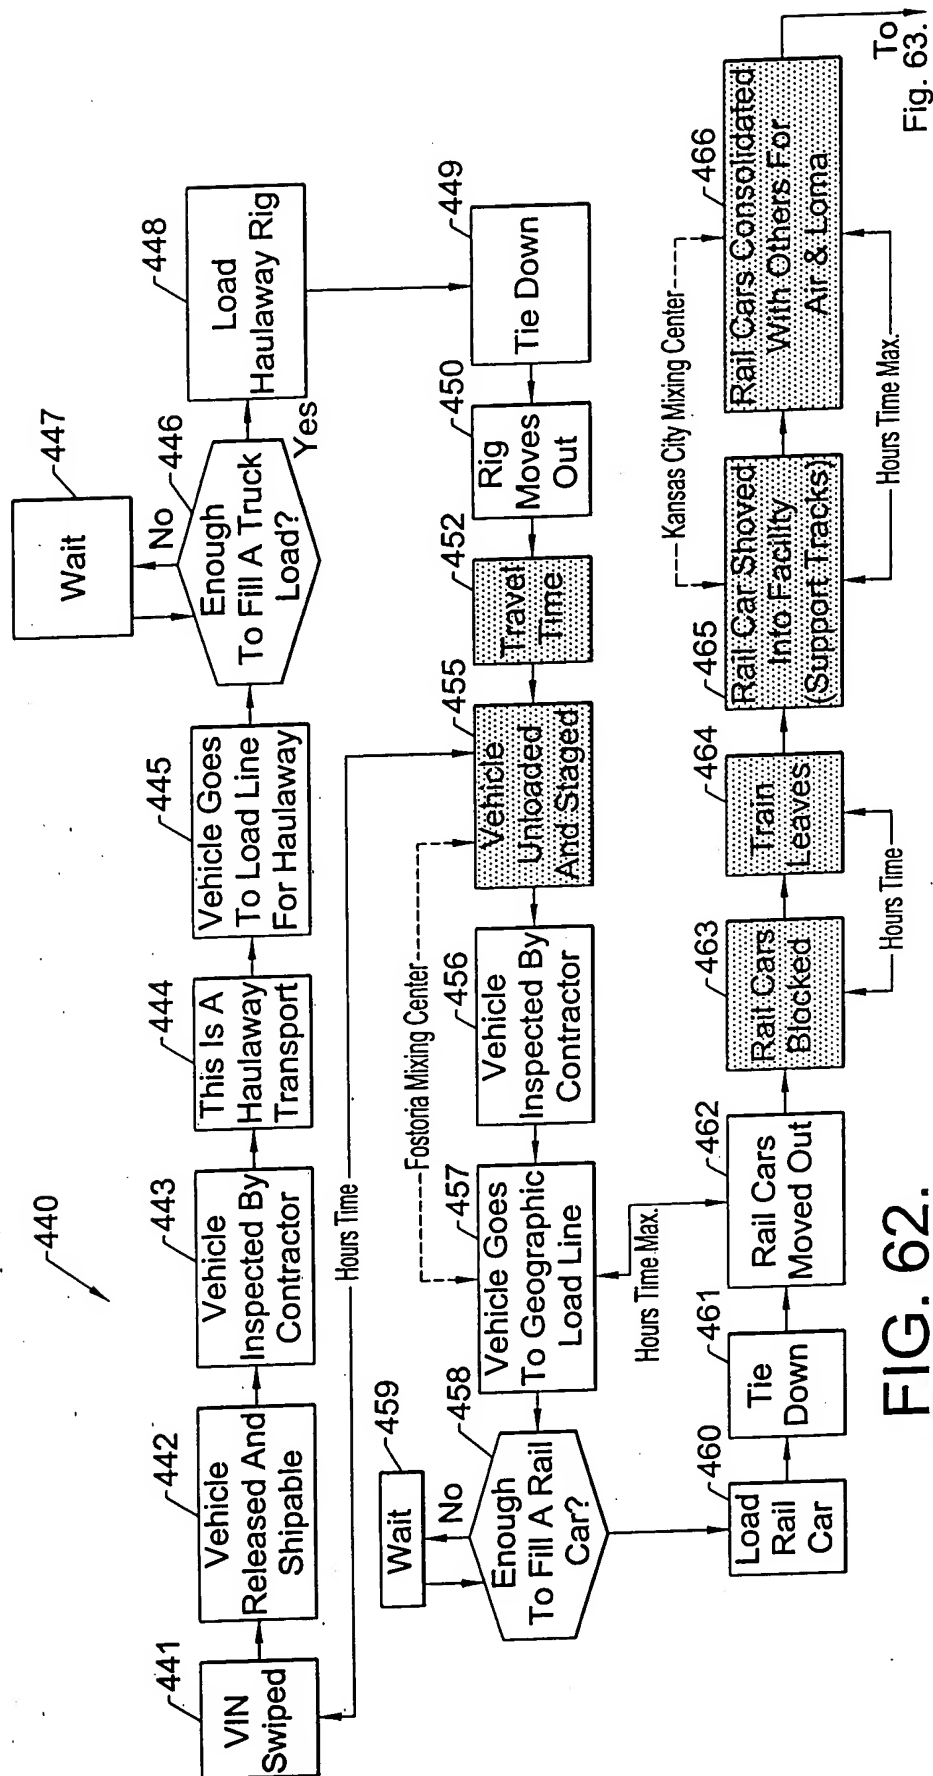 440
441
VIN
Swiped
442
Vehicle
Released And
Shipable
443
Vehicle
Inspected By
Contractor
444
This Is A
Haulaway
Transport
445
Vehicle Goes
To Load Line
For Haulaway
446
Enough
To Fill A Truck
Load?
No
Yes
447
Wait
448
Load
Haulaway Rig
Hours Time
449
Tie Down
450
Rig
Moves
Out
452
Travel
Time
455
Vehicle
Unloaded
And Staged
Fostoria Mixing Center
456
Vehicle
Inspected By
Contractor
457
Vehicle Goes
To Geographic
Load Line
458
Enough
To Fill A Rail
Car?
No
459
Wait
Hours Time Max.
460
Load
Rail
Car
461
Tie
Down
462
Rail Cars
Moved Out
463
Rail Cars
Blocked
464
Train
Leaves
Hours Time
465
Rail Car Shoved
Into Facility
(Support Tracks)
Kansas City Mixing Center
466
Rail Cars Consolidated
With Others For
Air & Loma
Hours Time Max.
To
Fig. 63.
FIG. 62.